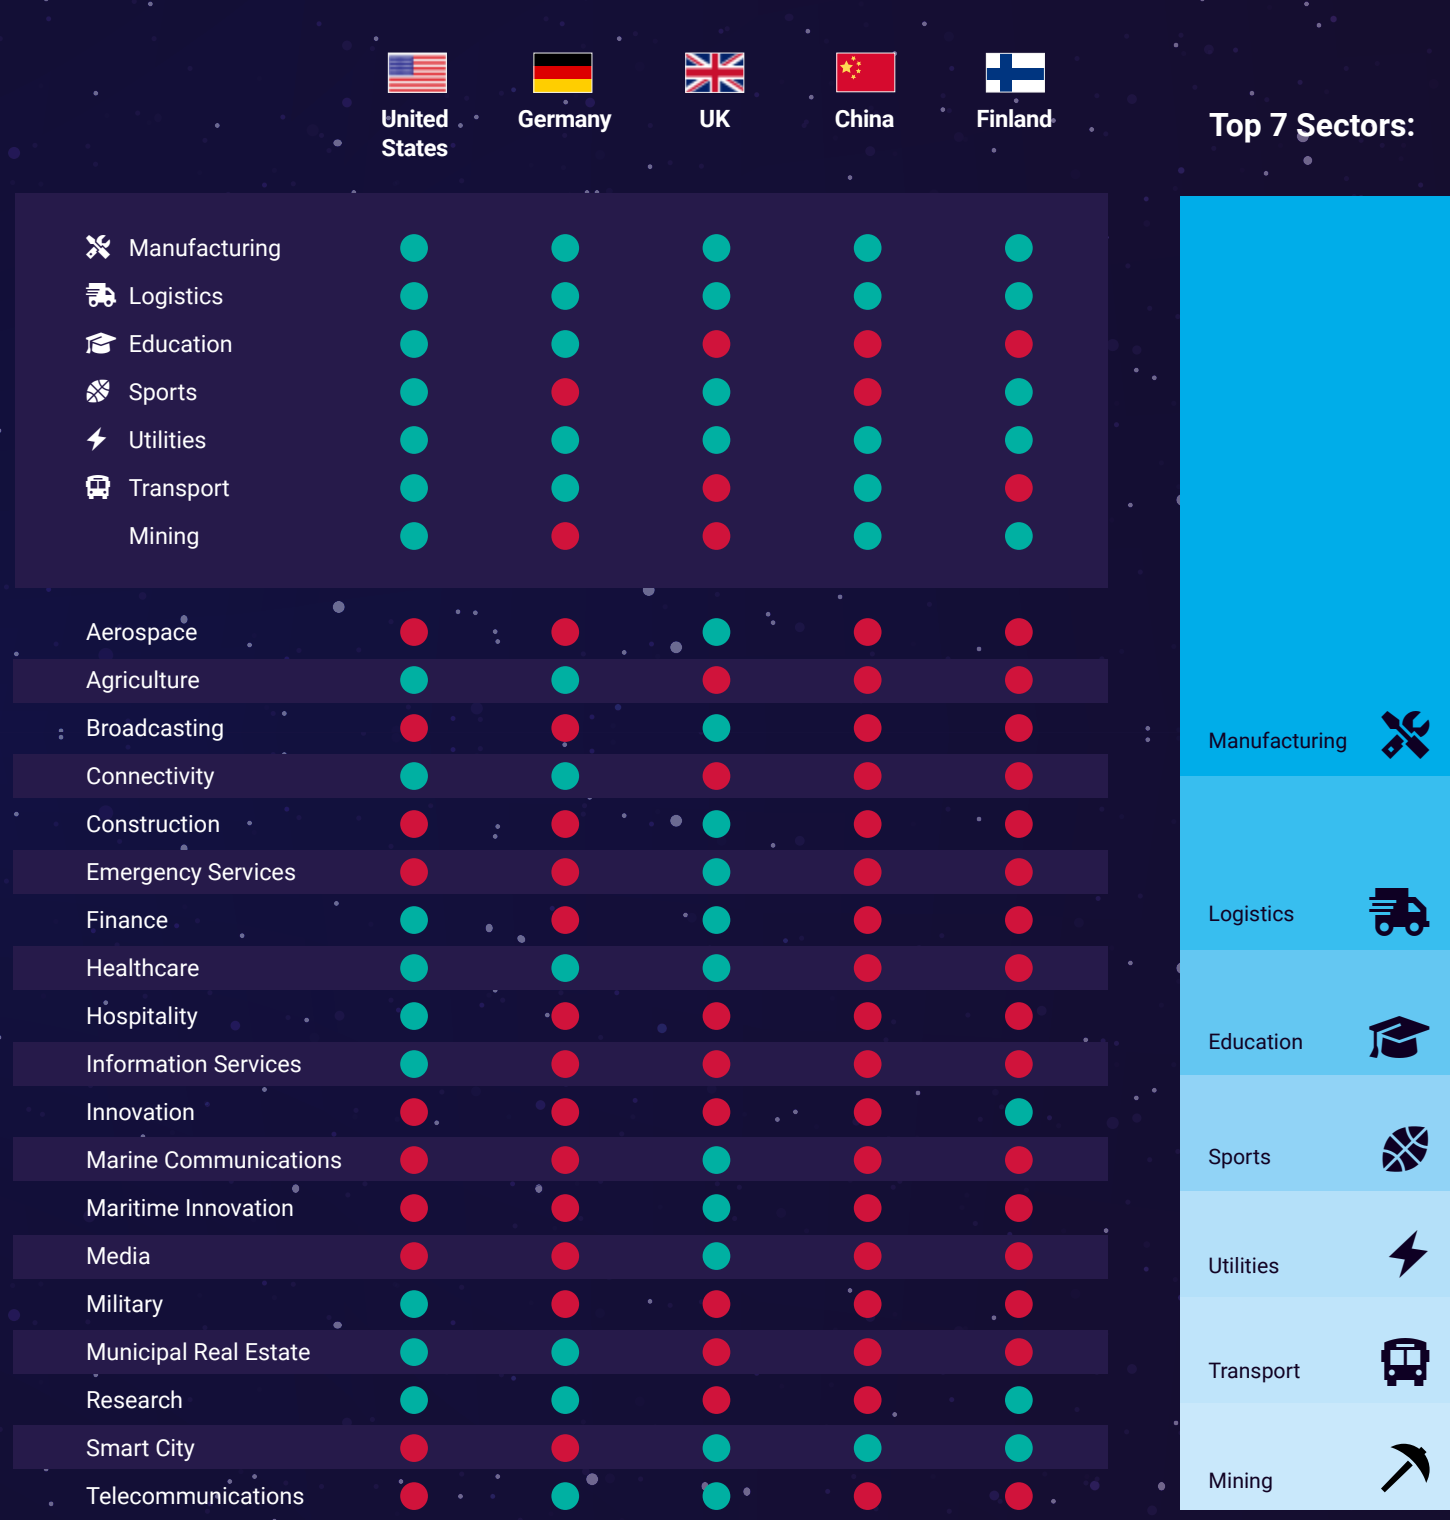 United States
Germany
UK
China
Finland
Top 7 Sectors:
Manufacturing
Logistics
Education
Sports
Utilities
Transport
Mining
Aerospace
Agriculture
Broadcasting
Connectivity
Construction
Emergency Services
Finance
Healthcare
Hospitality
Information Services
Innovation
Marine Communications
Maritime Innovation
Media
Military
Municipal Real Estate
Research
Smart City
Telecommunications
Manufacturing
Logistics
Education
Sports
Utilities
Transport
Mining